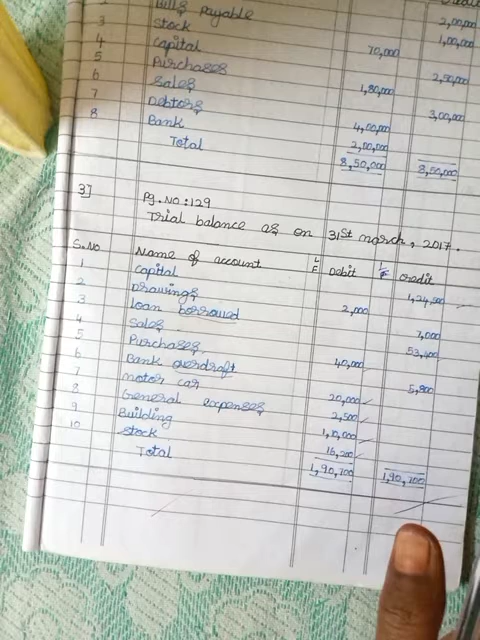 Bills payable 2,00,000
3 Stock 1,00,000
4 Capital 70,000
5 Purchases 2,50,000
6 Sales 1,80,000
7 Debtors 3,00,000
8 Bank 4,00,000
Total 2,00,000
8,50,000 8,50,000
3] Pg. NO : 129
Trial balance as on 31st march, 2017.
S.No Name of account L F Debit L F Credit
1 Capital 1,24,500
2 Drawings 2,000
3 Loan borrowed 7,000
4 Sales 53,400
5 Purchases 40,000
6 Bank overdraft 5,800
7 Motor car 20,000
8 General expenses 2,500
9 Building 1,10,000
10 Stock 16,200
Total 1,90,700 1,90,700